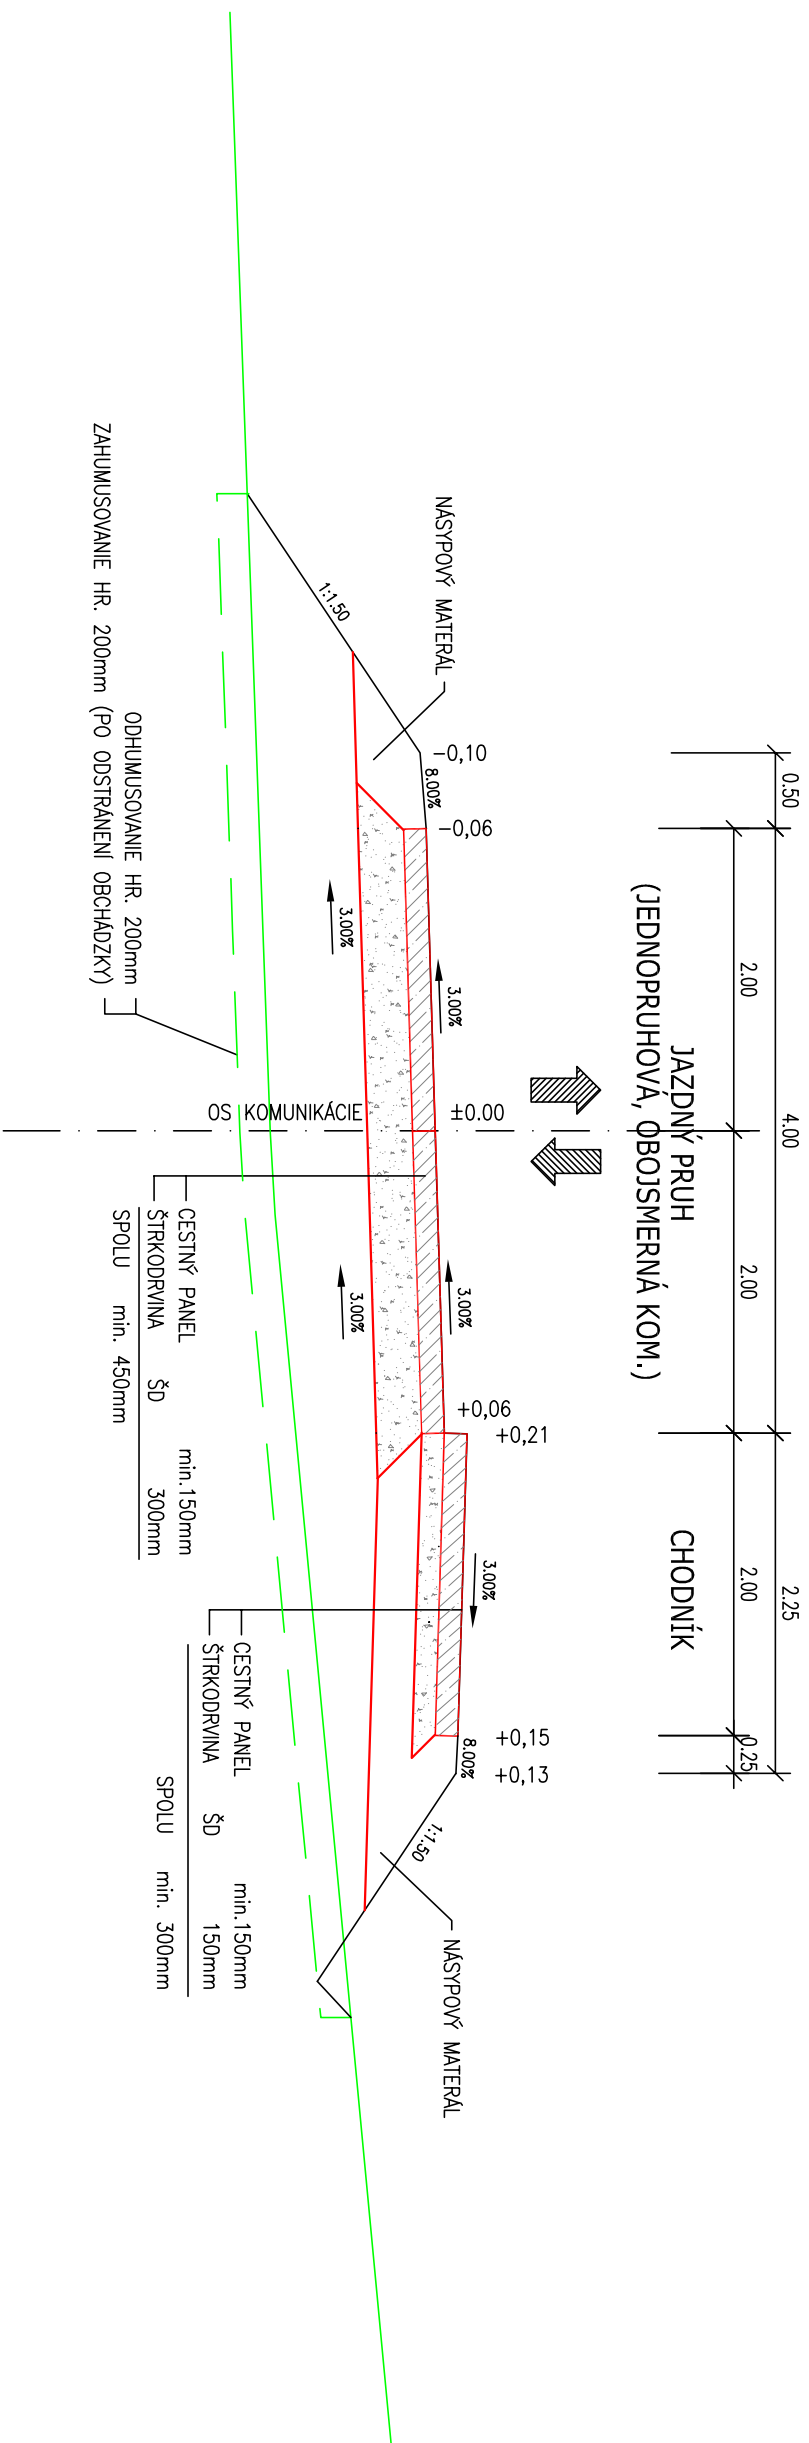 0.50 4.00 2.25
2.00 2.00 2.00 0.25
JAZDNÝ PRUH
(JEDNOPRUHOVÁ, OBOJSMERNÁ KOM.)
CHODNÍK
-0,10
-0,06
±0.00
+0,06
+0,21
+0,15
+0,13
NÁSYPOVÝ MATERÁL
1:1.50
8.00%
3.00%
3.00%
3.00%
3.00%
3.00%
8.00%
1:1.50
NÁSYPOVÝ MATERÁL
OS KOMUNIKÁCIE
ODHUMUSOVANIE HR. 200mm
ZAHUMUSOVANIE HR. 200mm (PO ODSTRÁNENÍ OBCHÁDZKY)
CESTNÝ PANEL min.150mm
ŠTRKODRVINA ŠD 300mm
SPOLU min. 450mm
CESTNÝ PANEL min.150mm
ŠTRKODRVINA ŠD 150mm
SPOLU min. 300mm